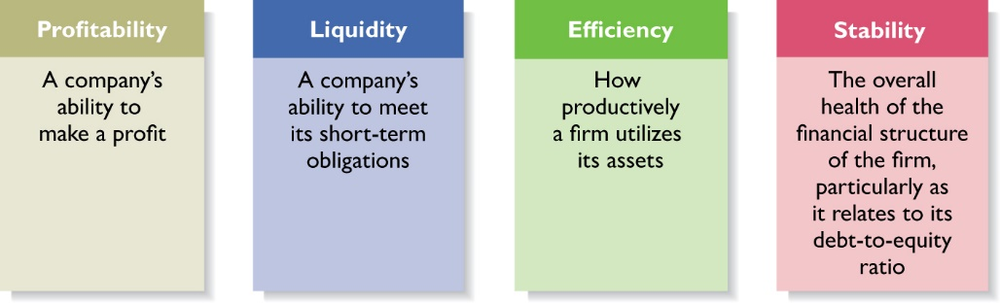 Profitability
A company's
ability to
make a profit
Liquidity
A company's
ability to meet
its short-term
obligations
Efficiency
How
productively
a firm utilizes
its assets
Stability
The overall
health of the
financial structure
of the firm,
particularly as
it relates to its
debt-to-equity
ratio